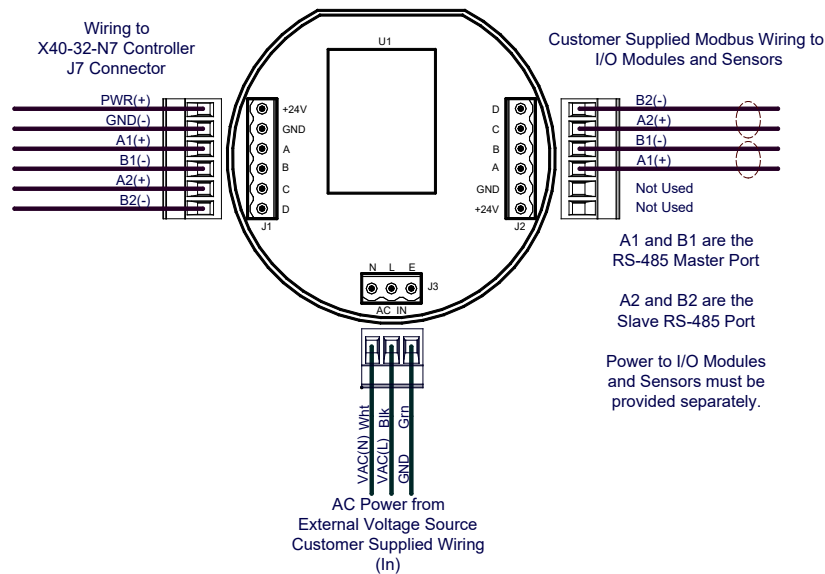 Wiring to
X40-32-N7 Controller
J7 Connector
PWR(+)
GND(-)
A1(+)
B1(-)
A2(+)
B2(-)
+24V
GND
A
B
C
D
J1
U1
D
C
B
A
GND
+24V
J2
N L E
J3
AC IN
Customer Supplied Modbus Wiring to
I/O Modules and Sensors
B2(-)
A2(+)
B1(-)
A1(+)
Not Used
Not Used
A1 and B1 are the
RS-485 Master Port
A2 and B2 are the
Slave RS-485 Port
Power to I/O Modules
and Sensors must be
provided separately.
VAC(N) Wht
VAC(L) Blk
GND Grn
AC Power from
External Voltage Source
Customer Supplied Wiring
(In)